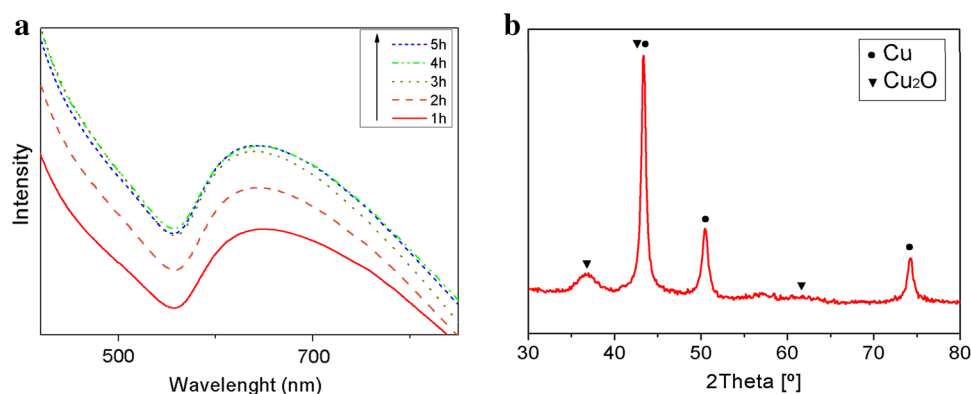 a
Intensity
5h
4h
3h
2h
1h
500
700
Wavelenght (nm)
b
Cu
Cu₂O
30
40
50
60
70
80
2Theta [º]